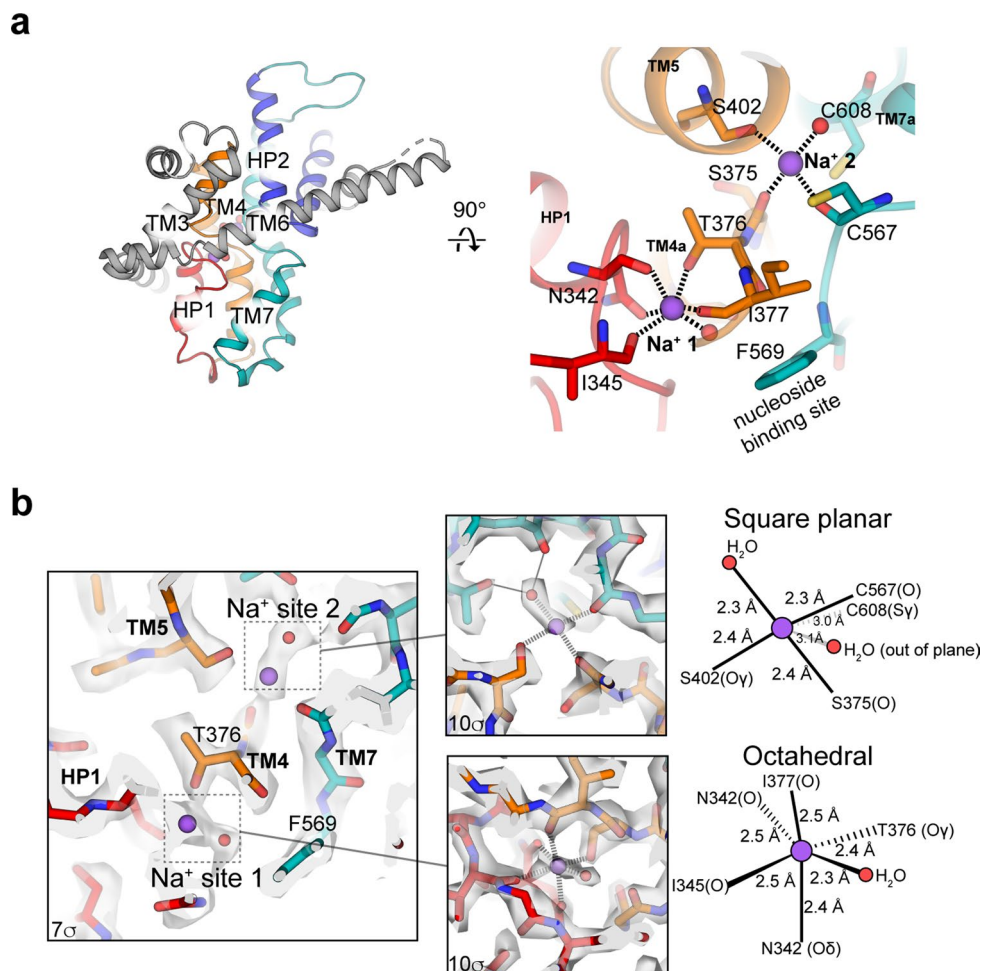 a
HP2
TM3
TM4
TM6
HP1
TM7
90°
TM5
S402
C608
TM7a
Na⁺ 2
S375
HP1
T376
C567
TM4a
N342
I377
Na⁺ 1
F569
I345
nucleoside
binding site
b
TM5
Na⁺ site 2
T376
TM4
TM7
HP1
F569
Na⁺ site 1
7σ
10σ
10σ
Square planar
H₂O
2.3 Å
2.3 Å
C567(O)
C608(Sγ)
3.0 Å
2.4 Å
3.1Å
H₂O (out of plane)
S402(Oγ)
2.4 Å
S375(O)
Octahedral
I377(O)
N342(O)
2.5 Å
T376 (Oγ)
2.5 Å
2.4 Å
I345(O)
2.5 Å
2.3 Å
H₂O
2.4 Å
N342 (Oδ)